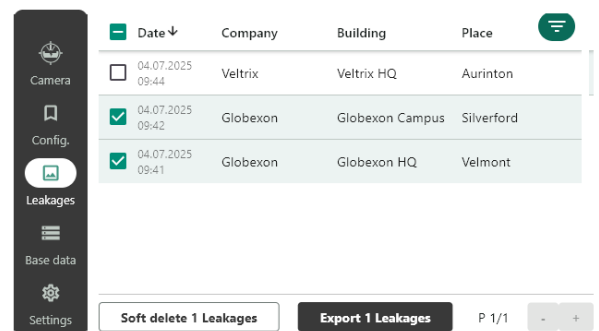 Camera
Config.
Leakages
Base data
Settings
Date Company Building Place
04.07.2025
09:44
Veltrix Veltrix HQ Aurinton
04.07.2025
09:42
Globexon Globexon Campus Silverford
04.07.2025
09:41
Globexon Globexon HQ Velmont
Soft delete 1 Leakages Export 1 Leakages P 1/1 - +